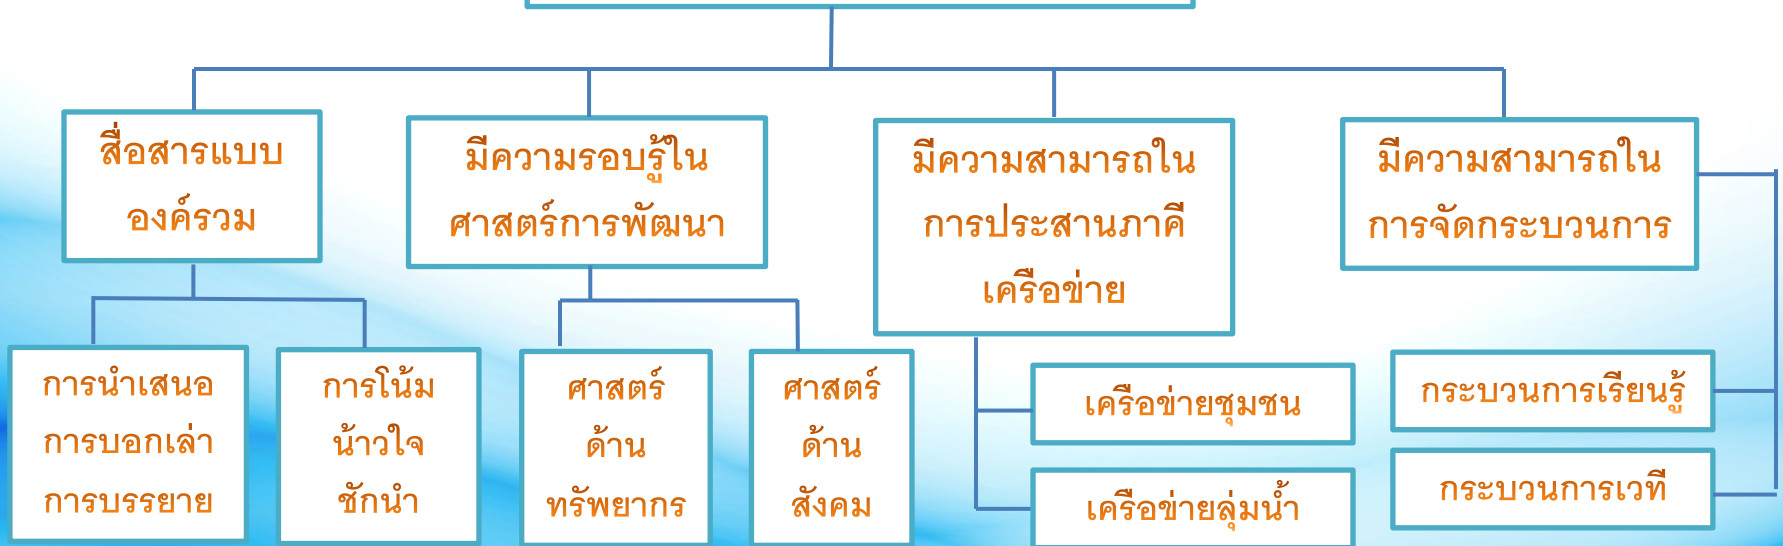 สื่อสารแบบ
องค์รวม
มีความรอบรู้ใน
ศาสตร์การพัฒนา
มีความสามารถใน
การประสานภาคี
เครือข่าย
มีความสามารถใน
การจัดกระบวนการ
การนำเสนอ
การบอกเล่า
การบรรยาย
การโน้ม
น้าวใจ
ชักนำ
ศาสตร์
ด้าน
ทรัพยากร
ศาสตร์
ด้าน
สังคม
เครือข่ายชุมชน
เครือข่ายลุ่มน้ำ
กระบวนการเรียนรู้
กระบวนการเวที